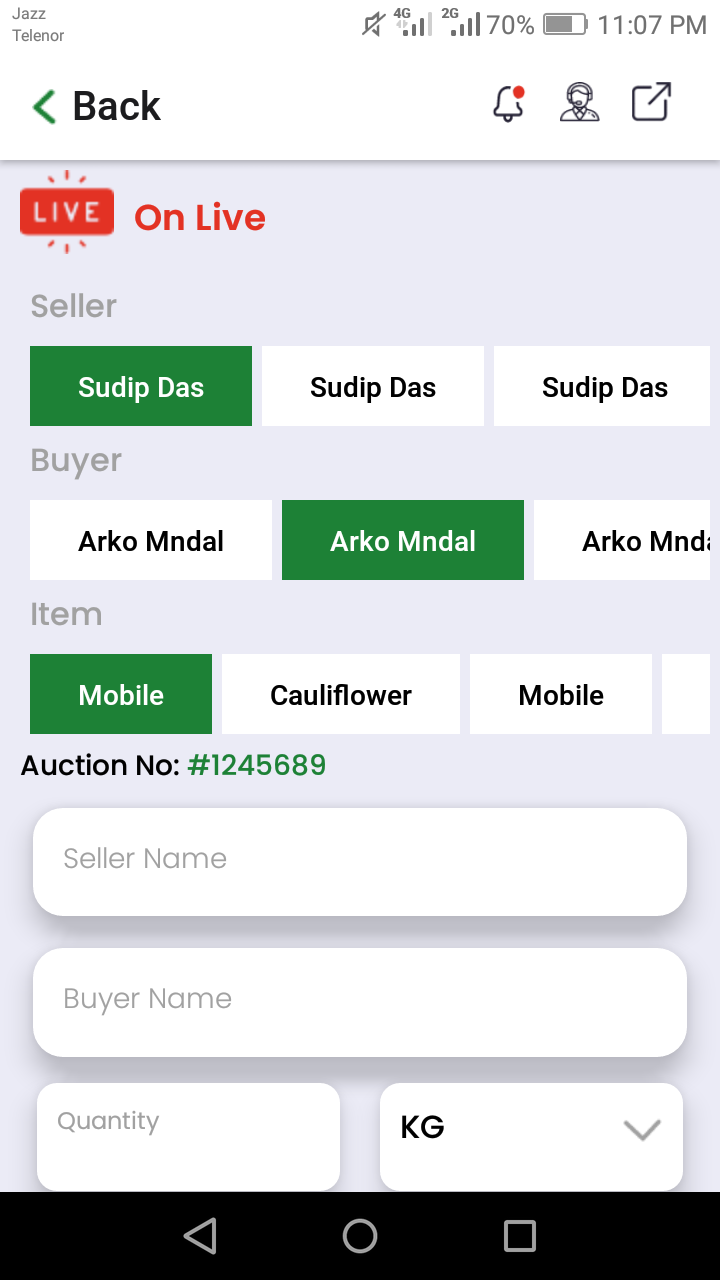 Jazz
Telenor
4G 2G 70% 11:07 PM
Back
LIVE On Live
Seller
Sudip Das Sudip Das Sudip Das
Buyer
Arko Mndal Arko Mndal Arko Mnda
Item
Mobile Cauliflower Mobile
Auction No: #1245689
Seller Name
Buyer Name
Quantity KG